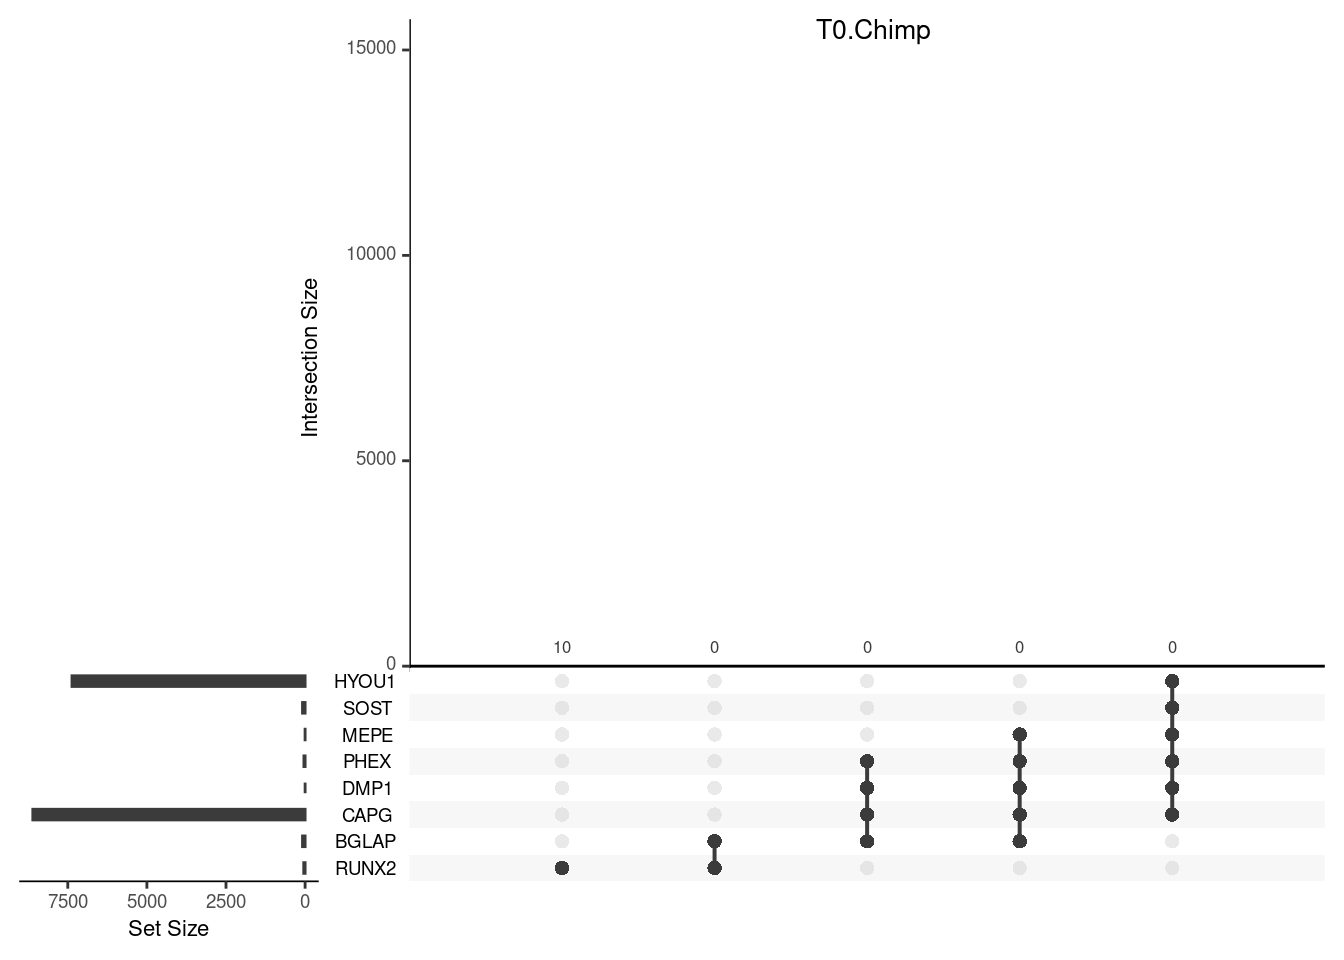 T0.Chimp
15000
10000
5000
0
Intersection Size
10 0 0 0 0
HYOU1
SOST
MEPE
PHEX
DMP1
CAPG
BGLAP
RUNX2
7500 5000 2500 0
Set Size